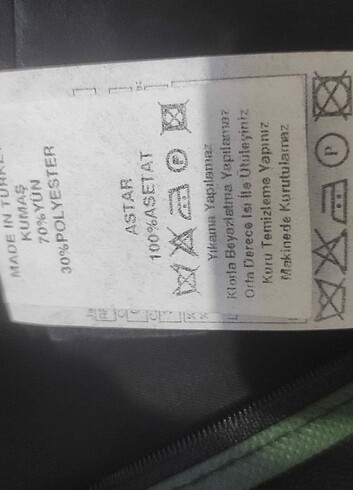 MADE IN TURKEY
KUMAŞ
70%YÜN
30%POLYESTER
ASTAR
100%ASETAT
P
Yıkama Yapılamaz
Klorla Beyazlatma Yapılamaz
Orta Derece Isı İle Ütüleyiniz
Kuru Temizleme Yapınız
Makinede Kurutulamaz
P